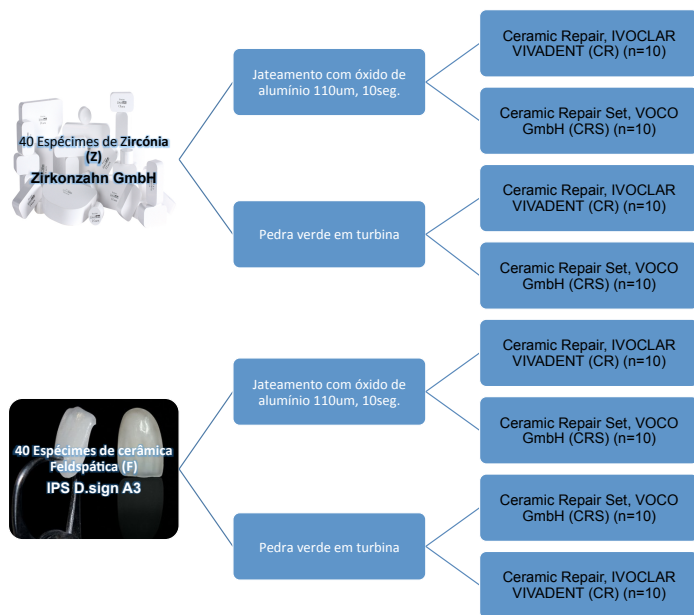 40 Espécimes de Zircónia
(Z)
Zirkonzahn GmbH
Jateamento com óxido de
alumínio 110um, 10seg.
Ceramic Repair, IVOCLAR
VIVADENT (CR) (n=10)
Ceramic Repair Set, VOCO
GmbH (CRS) (n=10)
Pedra verde em turbina
Ceramic Repair, IVOCLAR
VIVADENT (CR) (n=10)
Ceramic Repair Set, VOCO
GmbH (CRS) (n=10)
40 Espécimes de cerâmica
Feldspática (F)
IPS D.sign A3
Jateamento com óxido de
alumínio 110um, 10seg.
Ceramic Repair, IVOCLAR
VIVADENT (CR) (n=10)
Ceramic Repair Set, VOCO
GmbH (CRS) (n=10)
Pedra verde em turbina
Ceramic Repair Set, VOCO
GmbH (CRS) (n=10)
Ceramic Repair, IVOCLAR
VIVADENT (CR) (n=10)